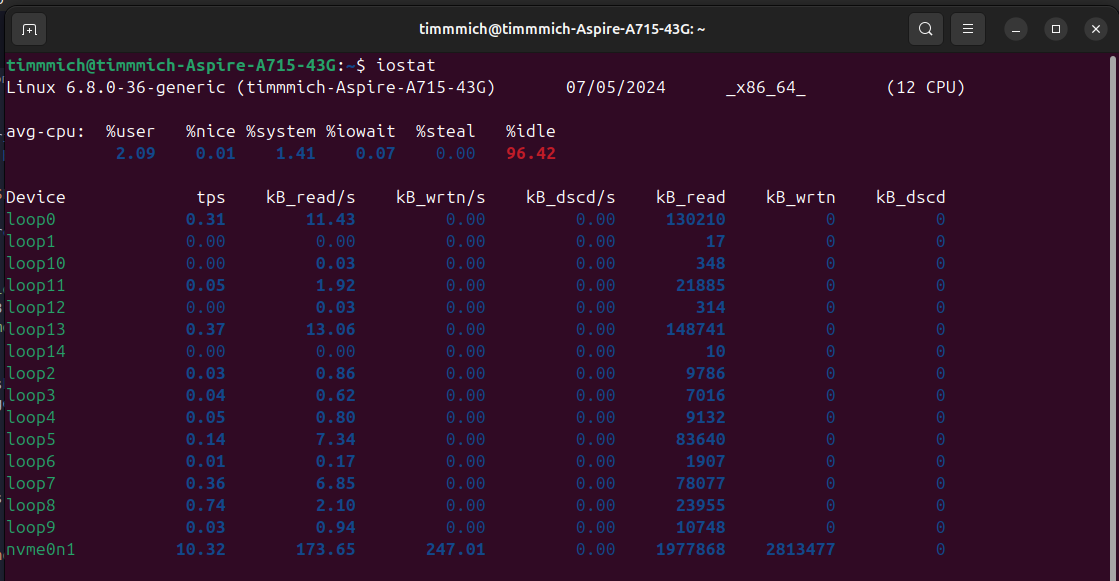 timmmich@timmmich-Aspire-A715-43G: ~
timmmich@timmmich-Aspire-A715-43G:~$ iostat
Linux 6.8.0-36-generic (timmmich-Aspire-A715-43G) 07/05/2024 _x86_64_ (12 CPU)
avg-cpu: %user %nice %system %iowait %steal %idle
2.09 0.01 1.41 0.07 0.00 96.42
Device tps kB_read/s kB_wrtn/s kB_dscd/s kB_read kB_wrtn kB_dscd
loop0 0.31 11.43 0.00 0.00 130210 0 0
loop1 0.00 0.00 0.00 0.00 17 0 0
loop10 0.00 0.03 0.00 0.00 348 0 0
loop11 0.05 1.92 0.00 0.00 21885 0 0
loop12 0.00 0.03 0.00 0.00 314 0 0
loop13 0.37 13.06 0.00 0.00 148741 0 0
loop14 0.00 0.00 0.00 0.00 10 0 0
loop2 0.03 0.86 0.00 0.00 9786 0 0
loop3 0.04 0.62 0.00 0.00 7016 0 0
loop4 0.05 0.80 0.00 0.00 9132 0 0
loop5 0.14 7.34 0.00 0.00 83640 0 0
loop6 0.01 0.17 0.00 0.00 1907 0 0
loop7 0.36 6.85 0.00 0.00 78077 0 0
loop8 0.74 2.10 0.00 0.00 23955 0 0
loop9 0.03 0.94 0.00 0.00 10748 0 0
nvme0n1 10.32 173.65 247.01 0.00 1977868 2813477 0